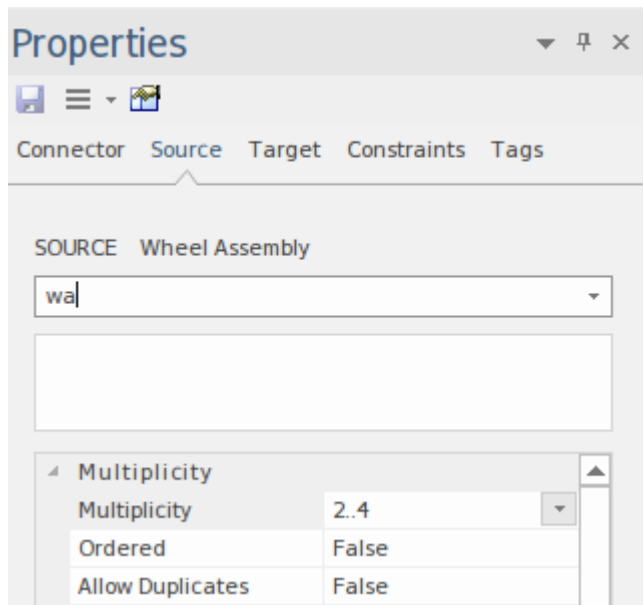 Properties
Connector Source Target Constraints Tags
SOURCE Wheel Assembly
wa
Multiplicity
Multiplicity 2..4
Ordered False
Allow Duplicates False